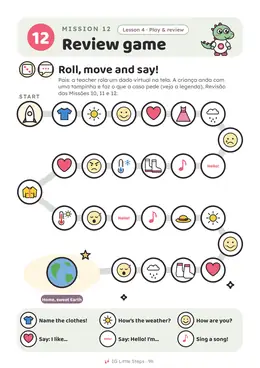 12
MISSION 12
Lesson 4 · Play & review
Review game
Roll, move and say!
Pais: a teacher rola um dado virtual na tela. A criança anda com
uma tampinha e faz o que a casa pede (veja a legenda). Revisão
das Missões 10, 11 e 12.
START
Hello!
Hello!
Home, sweet Earth
Name the clothes!
How's the weather?
How are you?
Say: I like...
Say: Hello! I'm...
Sing a song!